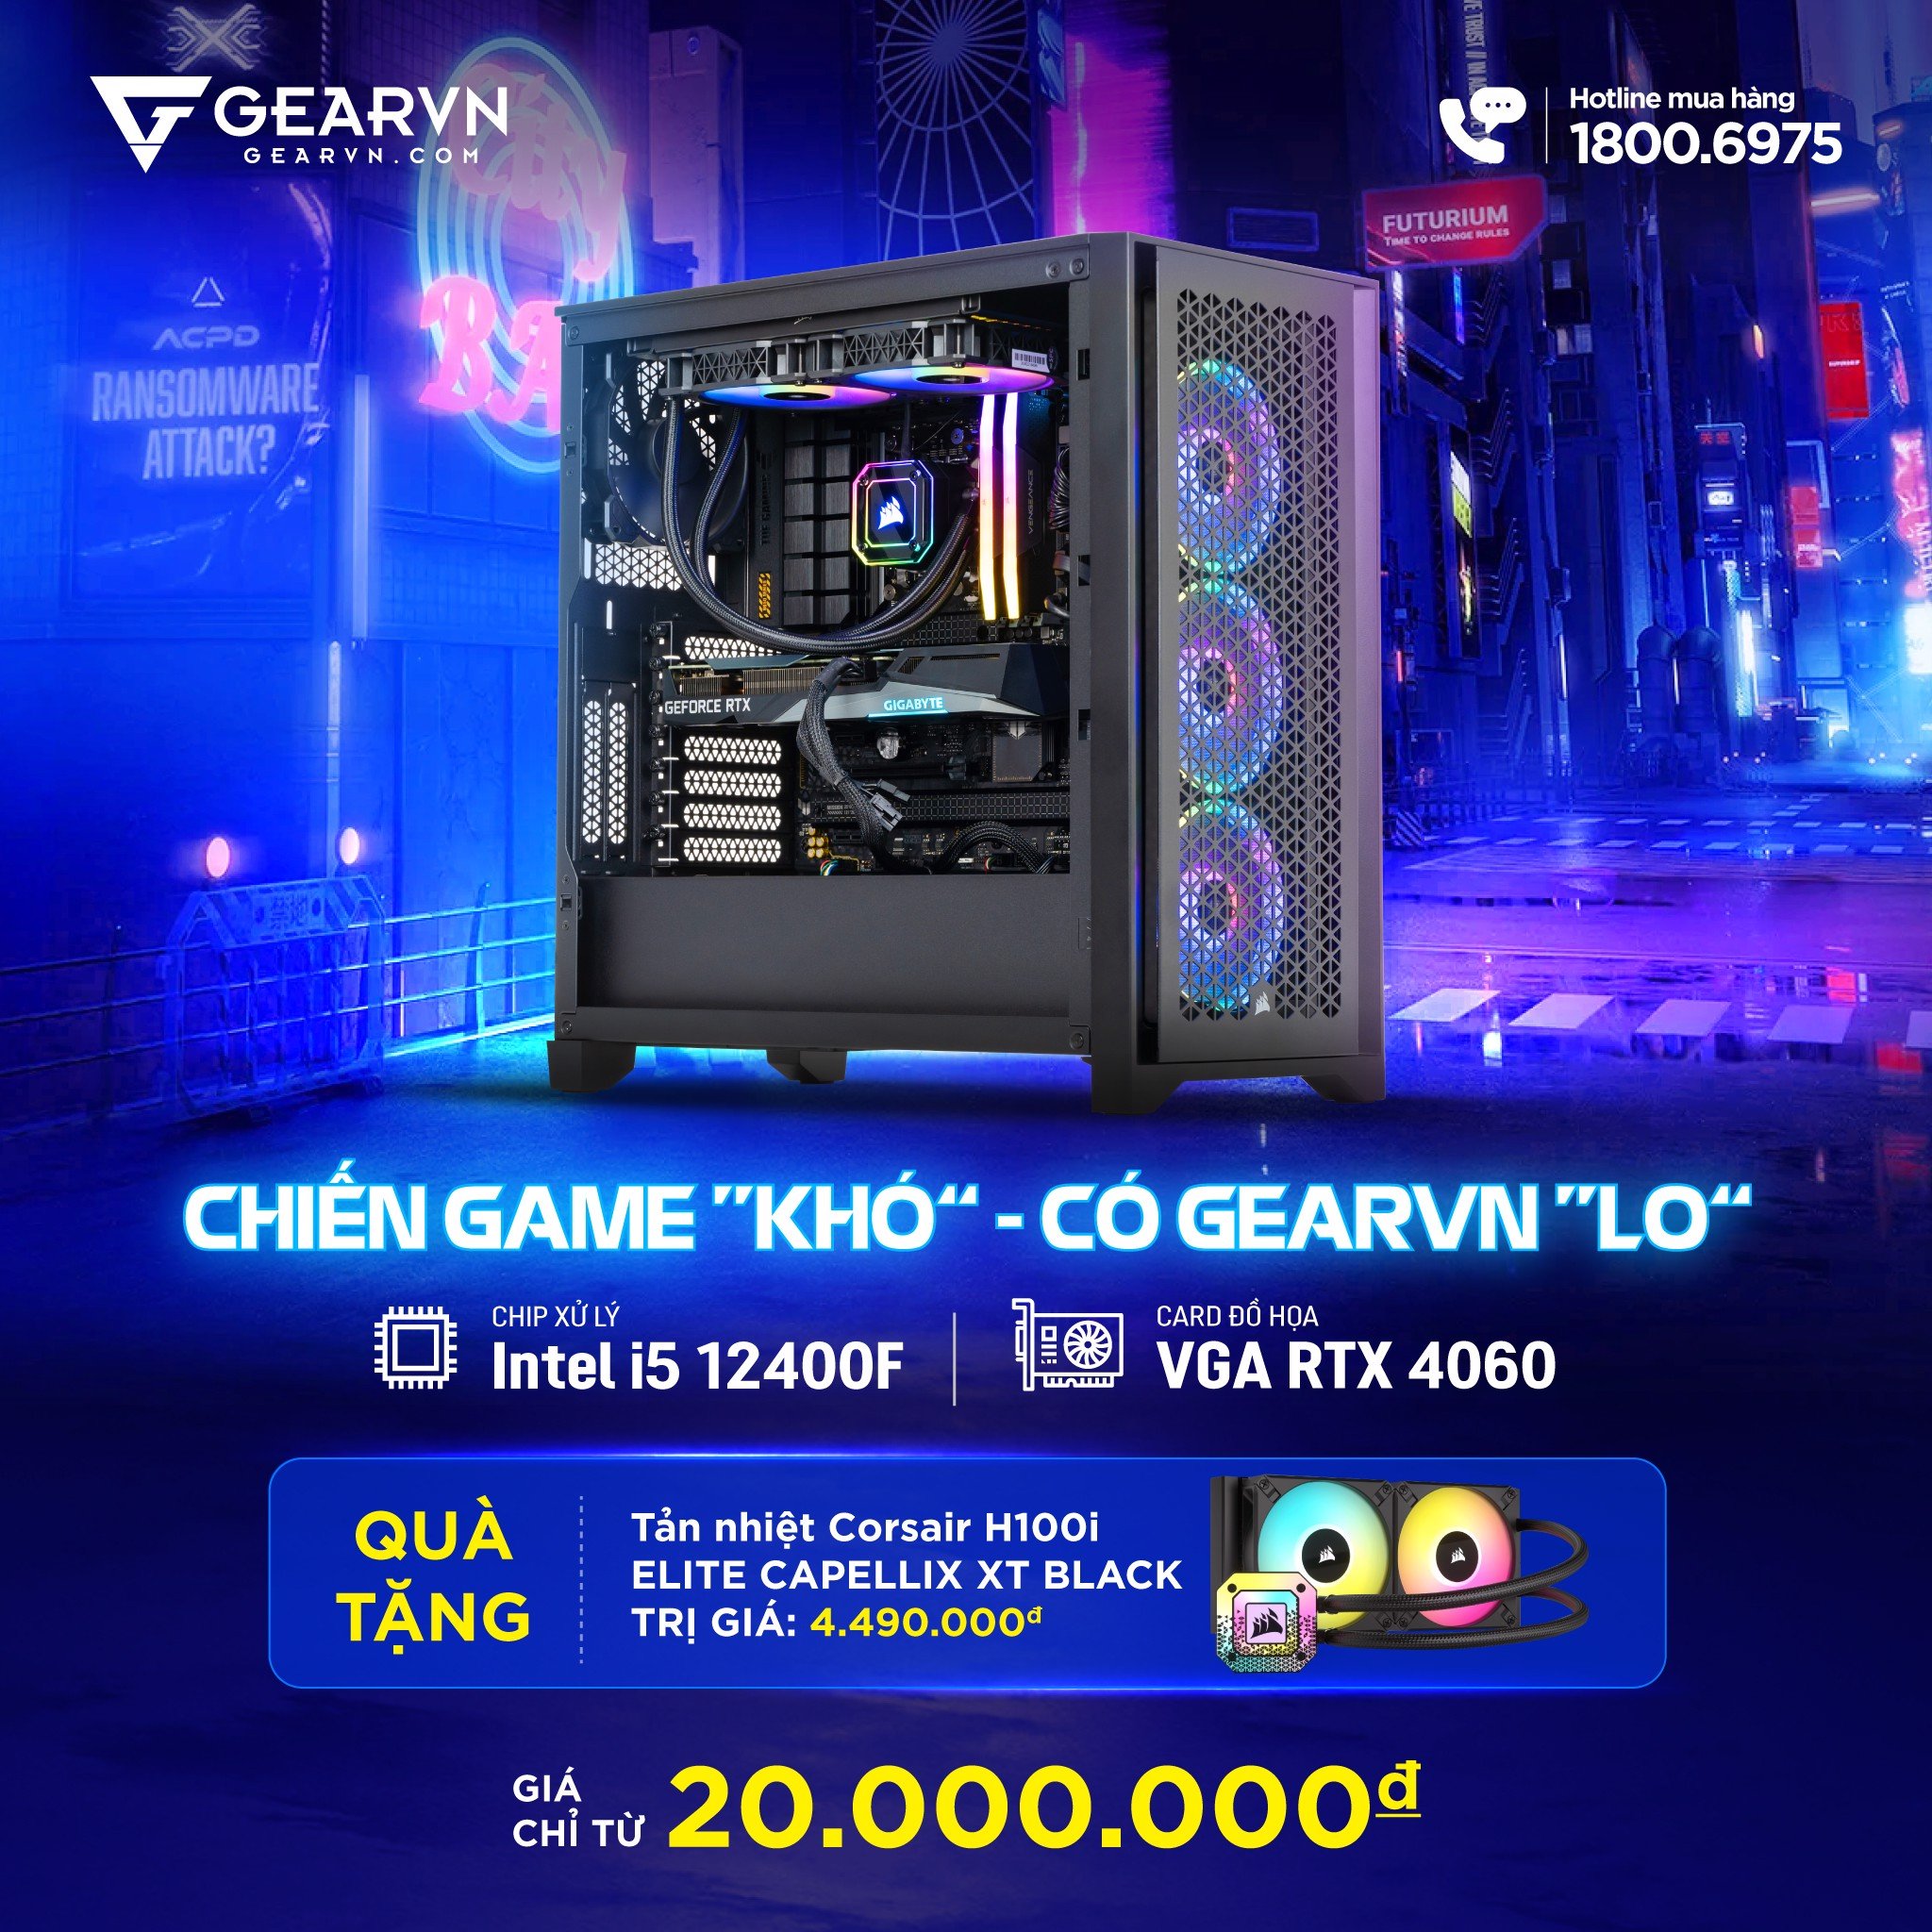 GEARVN
GEARVN.COM
Hotline mua hàng
1800.6975
FUTURIUM
TIME TO CHANGE RULES
ACPD
RANSOMWARE
ATTACK?
VENGEANCE
GEFORCE RTX
GIGABYTE
CHIẾN GAME "KHÓ" - CÓ GEARVN "LO"
CHIP XỬ LÝ
Intel i5 12400F
CARD ĐỒ HỌA
VGA RTX 4060
QUÀ
TẶNG
Tản nhiệt Corsair H100i
ELITE CAPELLIX XT BLACK
TRỊ GIÁ: 4.490.000đ
GIÁ
CHỈ TỪ
20.000.000đ